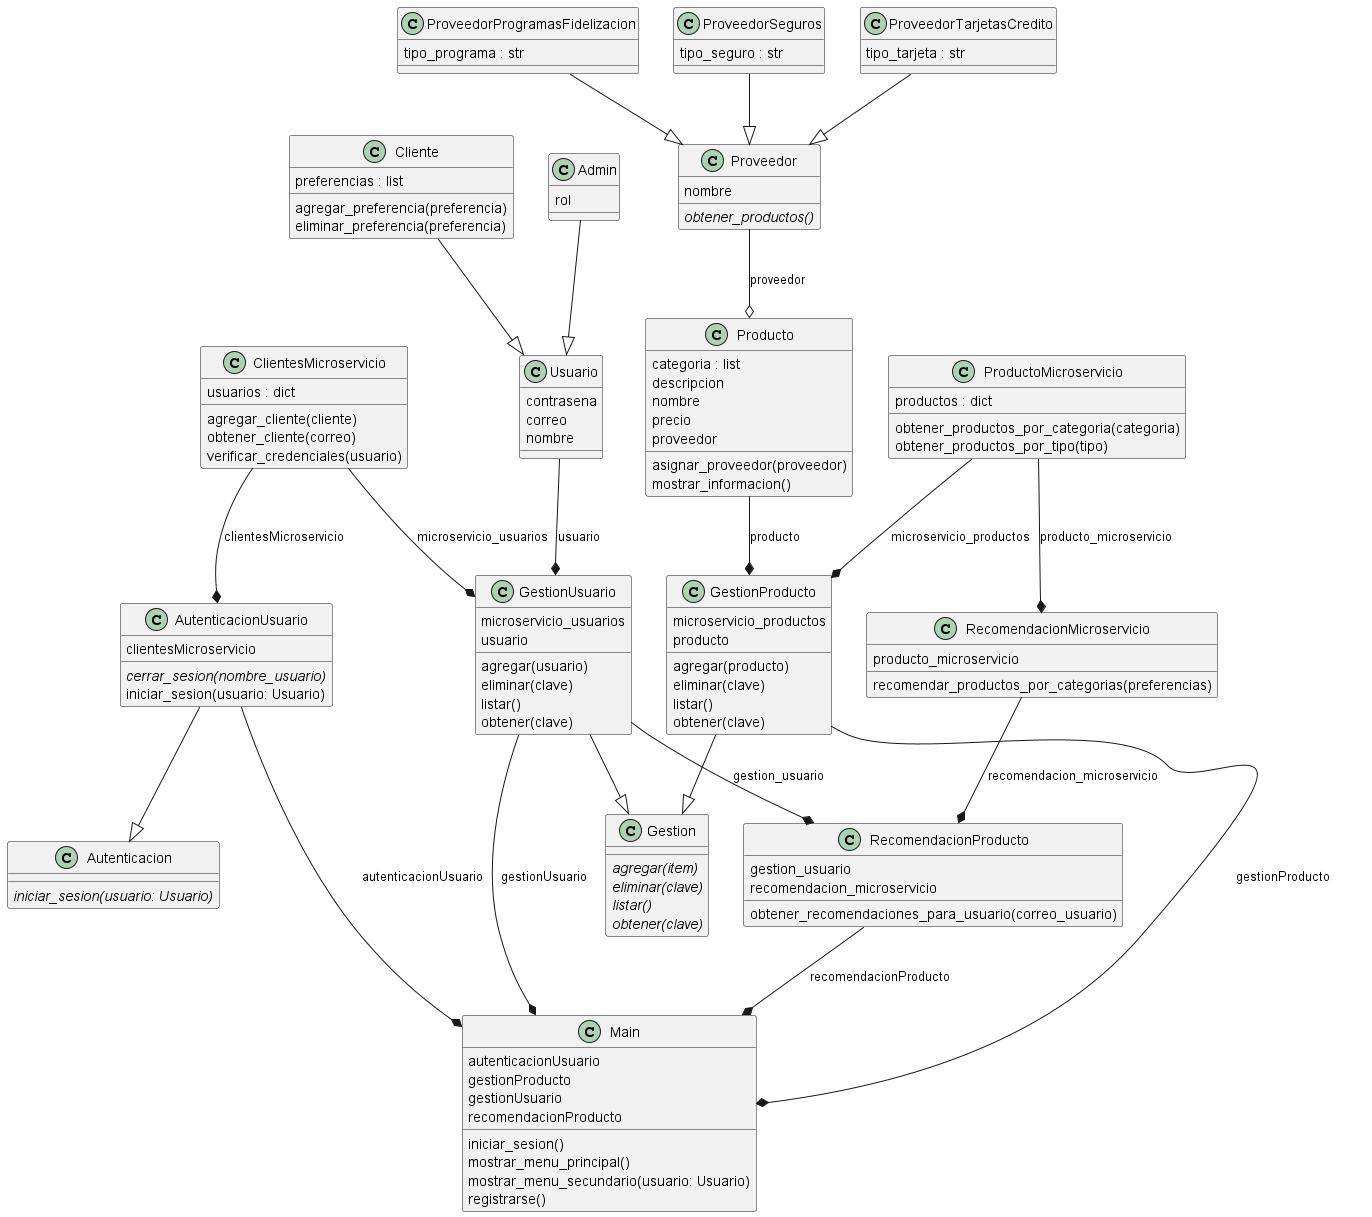 C ProveedorProgramasFidelizacion
tipo_programa : str
C ProveedorSeguros
tipo_seguro : str
C ProveedorTarjetasCredito
tipo_tarjeta : str
C Cliente
preferencias : list
agregar_preferencia(preferencia)
eliminar_preferencia(preferencia)
C Admin
rol
C Proveedor
nombre
obtener_productos()
proveedor
C ClientesMicroservicio
usuarios : dict
agregar_cliente(cliente)
obtener_cliente(correo)
verificar_credenciales(usuario)
C Usuario
contrasena
correo
nombre
C Producto
categoria : list
descripcion
nombre
precio
proveedor
asignar_proveedor(proveedor)
mostrar_informacion()
C ProductoMicroservicio
productos : dict
obtener_productos_por_categoria(categoria)
obtener_productos_por_tipo(tipo)
clientesMicroservicio
microservicio_usuarios
usuario
producto
microservicio_productos
producto_microservicio
C AutenticacionUsuario
clientesMicroservicio
cerrar_sesion(nombre_usuario)
iniciar_sesion(usuario: Usuario)
C GestionUsuario
microservicio_usuarios
usuario
agregar(usuario)
eliminar(clave)
listar()
obtener(clave)
C GestionProducto
microservicio_productos
producto
agregar(producto)
eliminar(clave)
listar()
obtener(clave)
C RecomendacionMicroservicio
producto_microservicio
recomendar_productos_por_categorias(preferencias)
gestion_usuario
recomendacion_microservicio
C Autenticacion
iniciar_sesion(usuario: Usuario)
autenticacionUsuario
gestionUsuario
C Gestion
agregar(item)
eliminar(clave)
listar()
obtener(clave)
C RecomendacionProducto
gestion_usuario
recomendacion_microservicio
obtener_recomendaciones_para_usuario(correo_usuario)
gestionProducto
recomendacionProducto
C Main
autenticacionUsuario
gestionProducto
gestionUsuario
recomendacionProducto
iniciar_sesion()
mostrar_menu_principal()
mostrar_menu_secundario(usuario: Usuario)
registrarse()